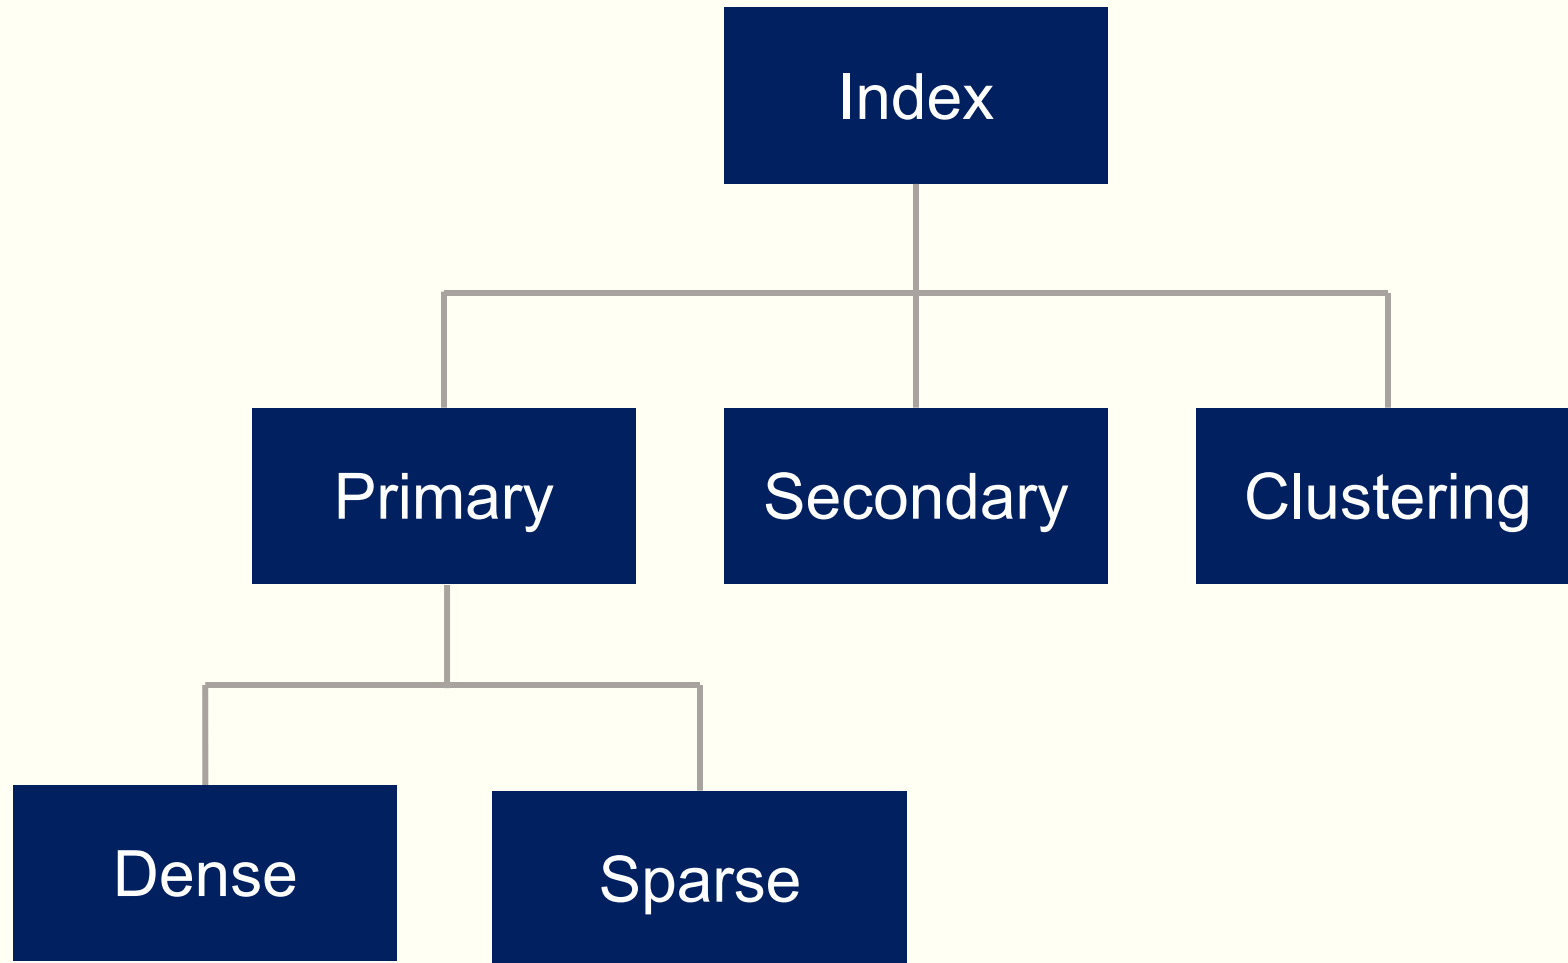 Index
Primary
Secondary
Clustering
Dense
Sparse